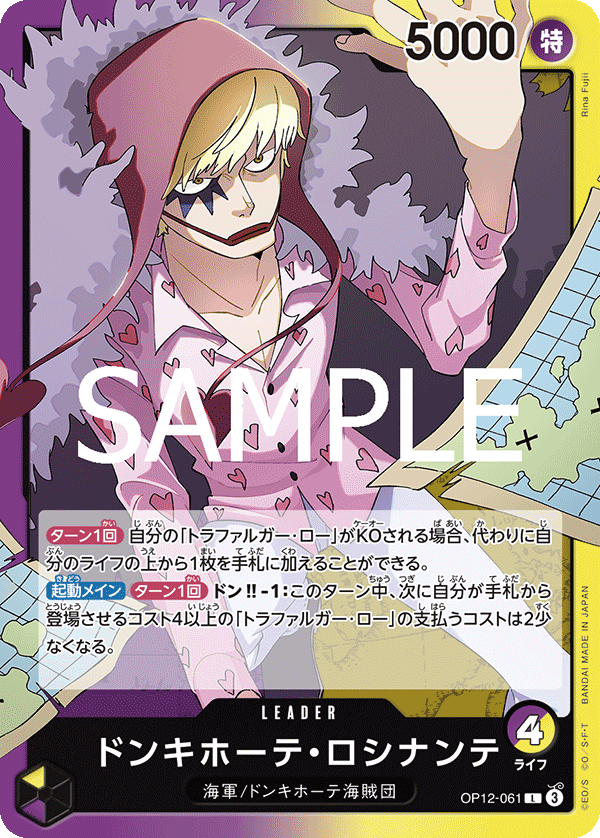 5000
特
Rina Fujii
SAMPLE
ターン1回 自分の「トラファルガー・ロー」がKOされる場合、代わりに自
分のライフの上から1枚を手札に加えることができる。
起動メイン ターン1回 ドン!!-1:このターン中、次に自分が手札から
登場させるコスト4以上の「トラファルガー・ロー」の支払うコストは2少
なくなる。
LEADER
ドンキホーテ・ロシナンテ
4
ライフ
海軍/ドンキホーテ海賊団
OP12-061 L 3
©E.O/S ©O/S・F・T BANDAI MADE IN JAPAN